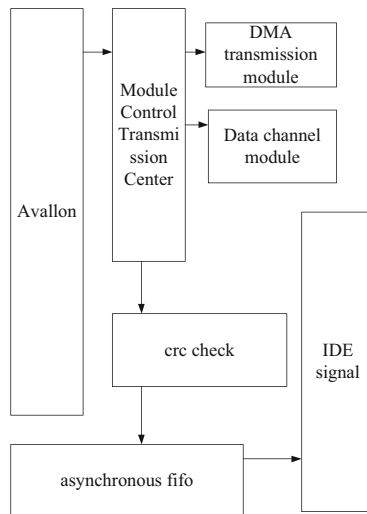 DMA
transmission
module
Module
Control
Transmi
ssion
Center
Data channel
module
Avallon
crc check
IDE
signal
asynchronous fifo